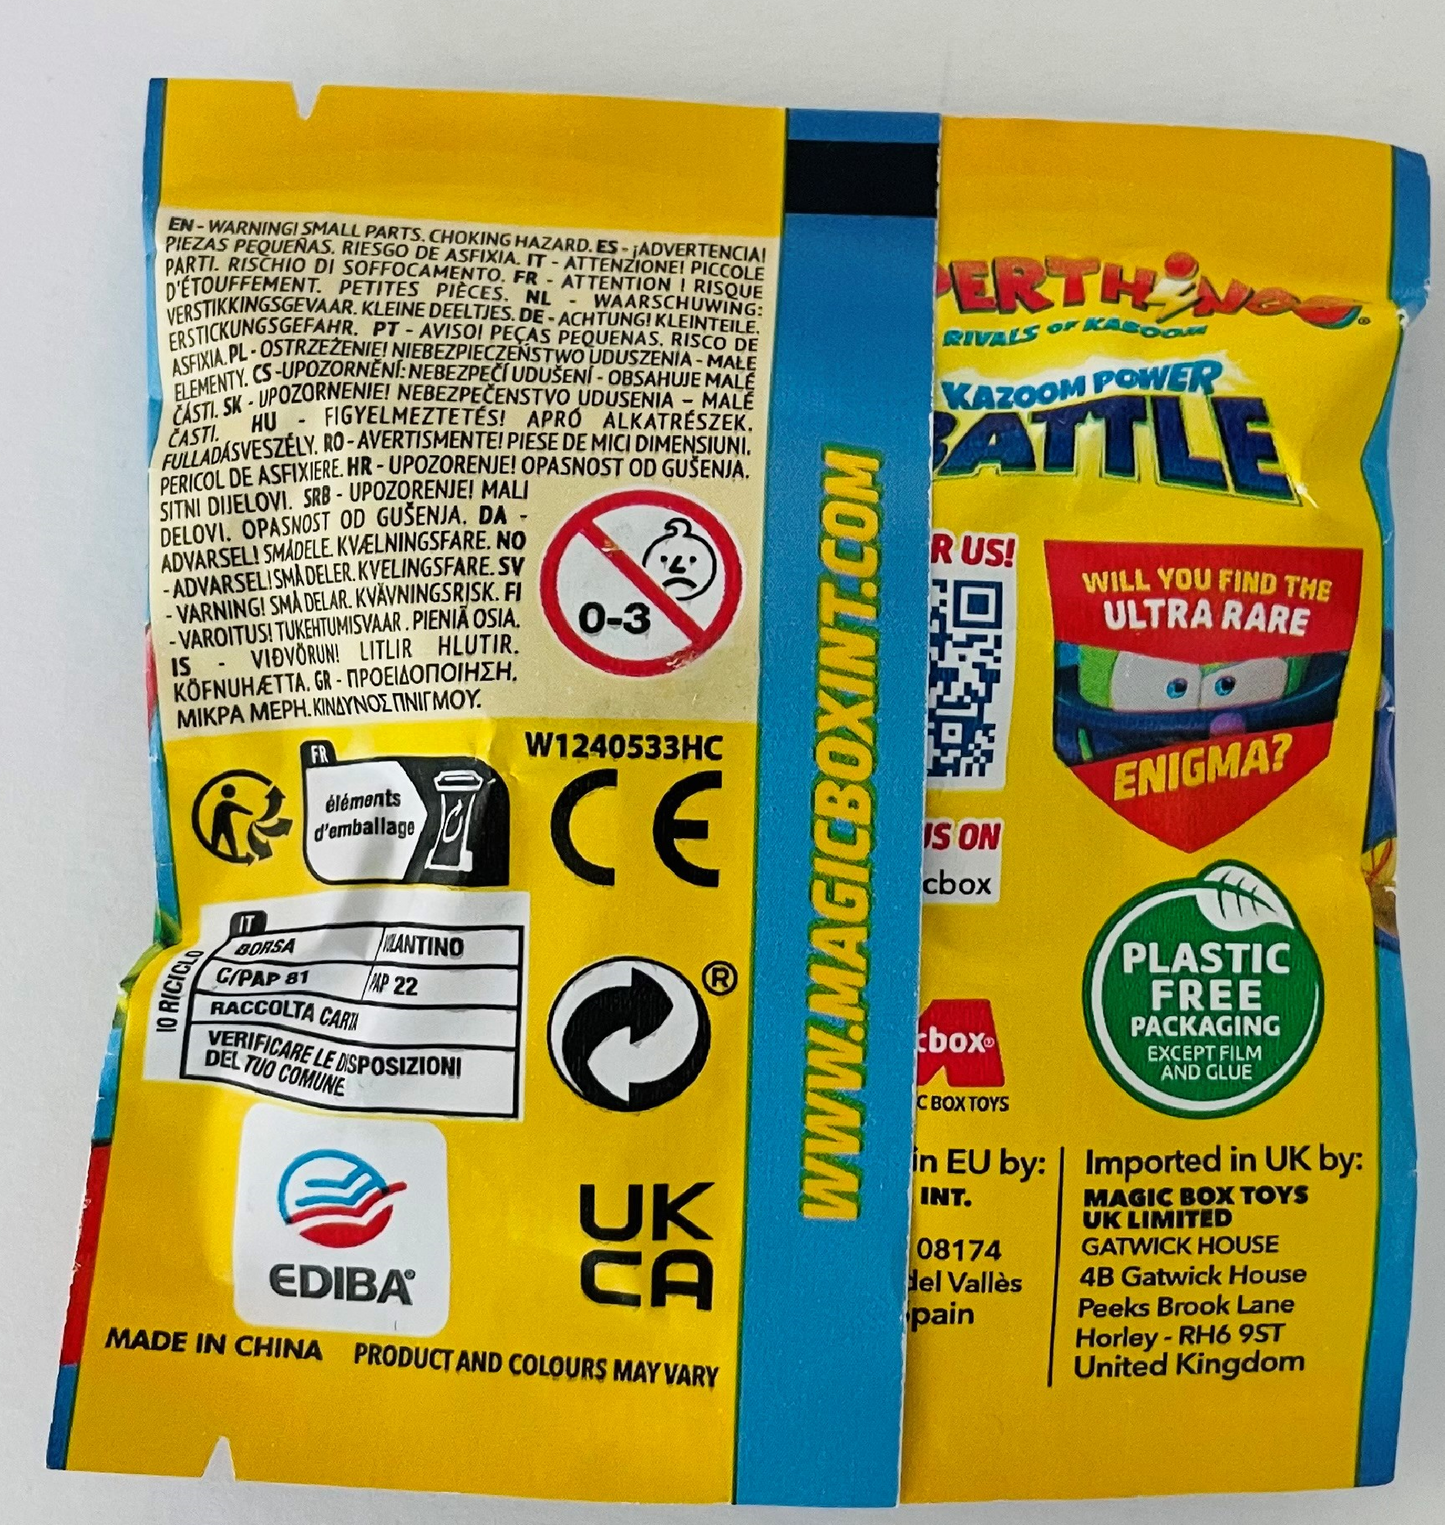 EN - WARNING! SMALL PARTS. CHOKING HAZARD. ES - ¡ADVERTENCIA!
PIEZAS PEQUEÑAS. RIESGO DE ASFIXIA. IT - ATTENZIONE! PICCOLE
PARTI. RISCHIO DI SOFFOCAMENTO. FR - ATTENTION ! RISQUE
D'ÉTOUFFEMENT. PETITES PIÈCES. NL - WAARSCHUWING:
VERSTIKKINGSGEVAAR. KLEINE DEELTJES. DE - ACHTUNG! KLEINTEILE.
ERSTICKUNGSGEFAHR. PT - AVISO! PEÇAS PEQUENAS. RISCO DE
ASFIXIA. PL - OSTRZEŻENIE! NIEBEZPIECZEŃSTWO UDUSZENIA - MAŁE
ELEMENTY. CS - UPOZORNĚNÍ: NEBEZPEČÍ UDUŠENÍ - OBSAHUJE MALÉ
ČÁSTI. SK - UPOZORNENIE! NEBEZPEČENSTVO UDUSENIA – MALÉ
ČASTI. HU - FIGYELMEZTETÉS! APRÓ ALKATRÉSZEK.
FULLADÁSVESZÉLY. RO - AVERTISMENTE! PIESE DE MICI DIMENSIUNI.
PERICOL DE ASFIXIERE. HR - UPOZORENJE! OPASNOST OD GUŠENJA.
SITNI DIJELOVI. SRB - UPOZORENJE! MALI
DELOVI. OPASNOST OD GUŠENJA. DA -
ADVARSEL! SMÅDELE. KVÆLNINGSFARE. NO
- ADVARSEL! SMÅ DELER. KVELINGSFARE. SV
- VARNING! SMÅ DELAR. KVÄVNINGSRISK. FI
- VAROITUS! TUKEHTUMISVAAR . PIENIÄ OSIA.
IS - VIÐVÖRUN! LITLIR HLUTIR.
KÖFNUHÆTTA. GR - ΠΡΟΕΙΔΟΠΟΙΗΣΗ.
ΜΙΚΡΑ ΜΕΡΗ. ΚΙΝΔΥΝΟΣ ΠΝΙΓΜΟΥ.
0-3
W1240533HC
FR
éléments
d'emballage
CE
IT
BORSA
VOLANTINO
C/PAP 81
PAP 22
RACCOLTA CARTA
VERIFICARE LE DISPOSIZIONI
DEL TUO COMUNE
IO RICICLO
®
EDIBA®
UK
CA
MADE IN CHINA
PRODUCT AND COLOURS MAY VARY
WWW.MAGICBOXINT.COM
PERTHINGS®
RIVALS OF KABOOM
KAZOOM POWER
BATTLE
R US!
WILL YOU FIND THE
ULTRA RARE
ENIGMA?
US ON
cbox
PLASTIC
FREE
PACKAGING
EXCEPT FILM
AND GLUE
cbox®
C BOX TOYS
in EU by:
INT.
08174
del Vallès
pain
Imported in UK by:
MAGIC BOX TOYS
UK LIMITED
GATWICK HOUSE
4B Gatwick House
Peeks Brook Lane
Horley - RH6 9ST
United Kingdom